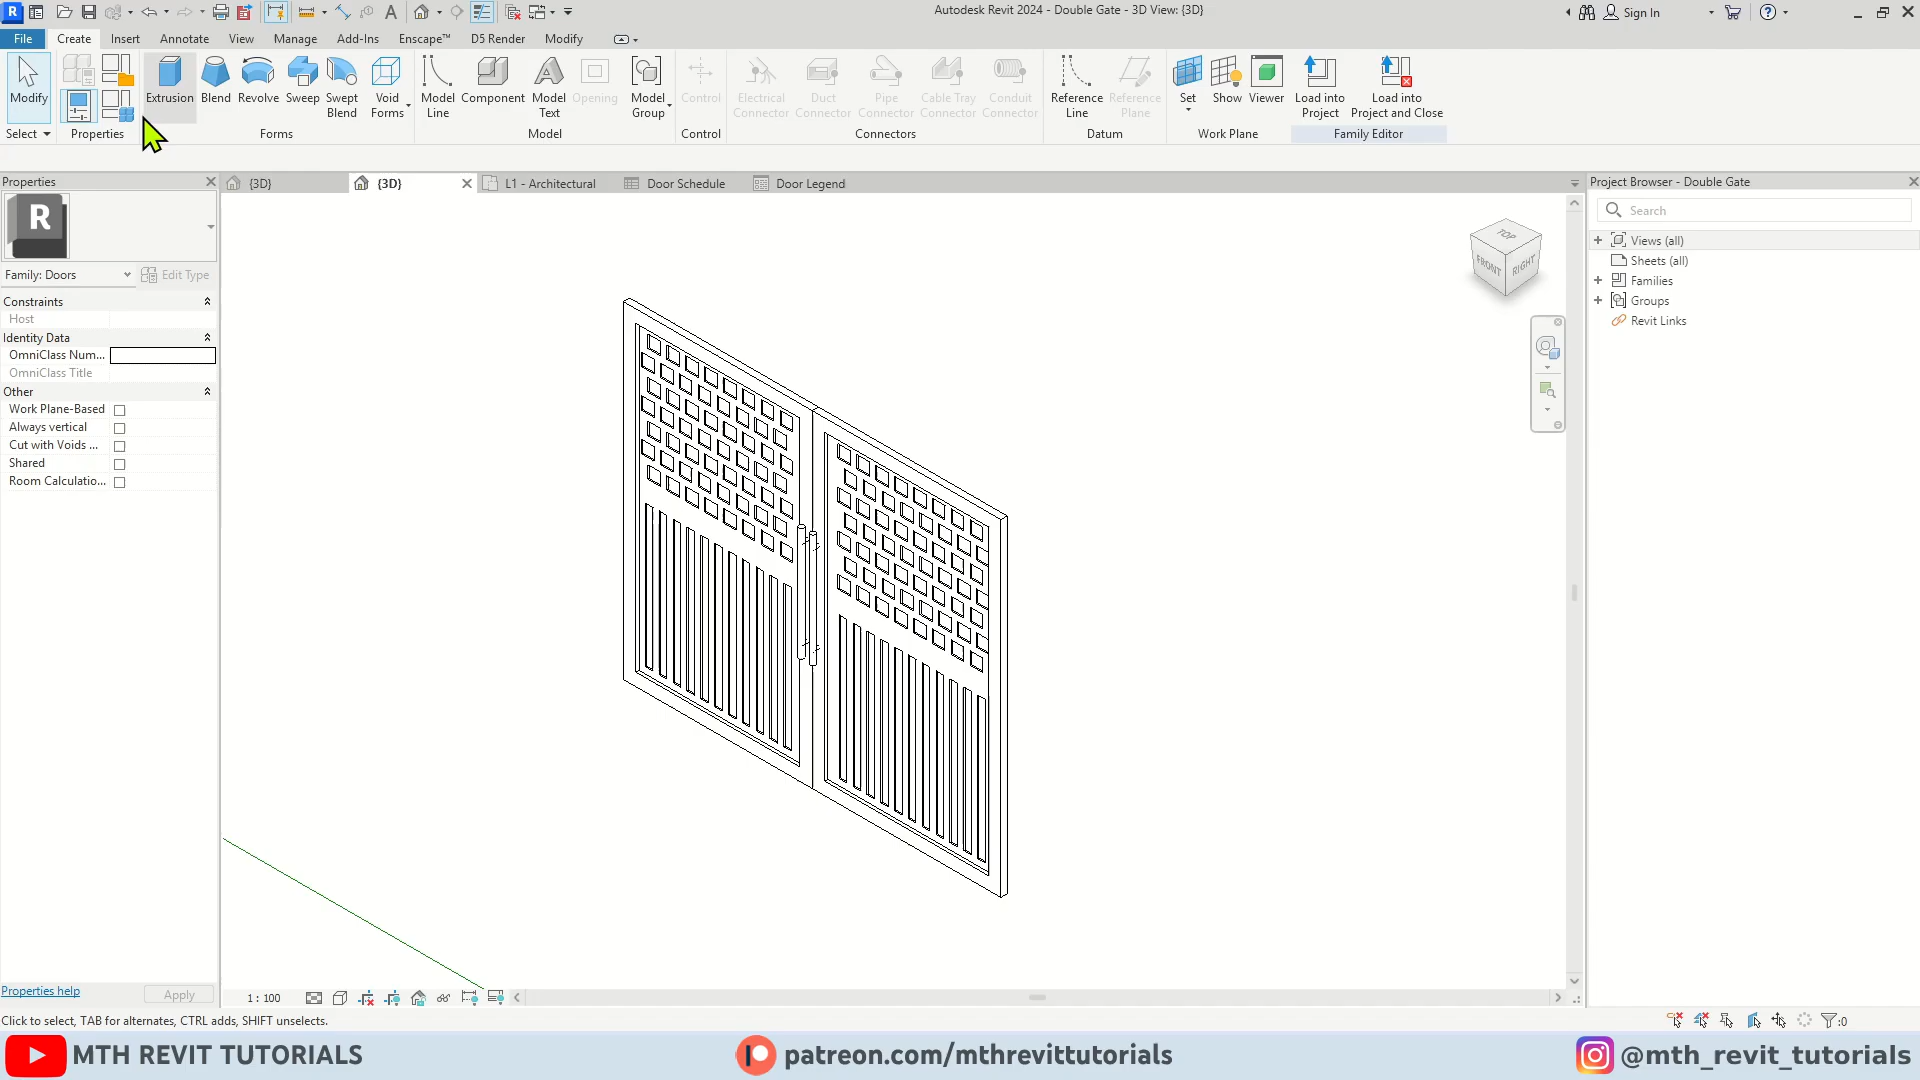 Autodesk Revit 2024 - Double Gate - 3D View: {3D}
Sign In
File
Create
Insert
Annotate
View
Manage
Add-Ins
Enscape™
D5 Render
Modify
Modify
Extrusion
Blend
Revolve
Sweep
Swept Blend
Void Forms
Model Line
Component
Model Text
Opening
Model Group
Control
Electrical Connector
Duct Connector
Pipe Connector
Cable Tray Connector
Conduit Connector
Reference Line
Reference Plane
Set
Show
Viewer
Load into Project
Load into Project and Close
Select
Properties
Forms
Model
Control
Connectors
Datum
Work Plane
Family Editor
Properties
{3D}
{3D}
L1 - Architectural
Door Schedule
Door Legend
Project Browser - Double Gate
R
Search
Family: Doors
Edit Type
Constraints
Host
Identity Data
OmniClass Num...
OmniClass Title
Other
Work Plane-Based
Always vertical
Cut with Voids ...
Shared
Room Calculatio...
Views (all)
Sheets (all)
Families
Groups
Revit Links
TOP
FRONT
RIGHT
Properties help
Apply
1 : 100
Click to select, TAB for alternates, CTRL adds, SHIFT unselects.
:0
MTH REVIT TUTORIALS
patreon.com/mthrevittutorials
@mth_revit_tutorials